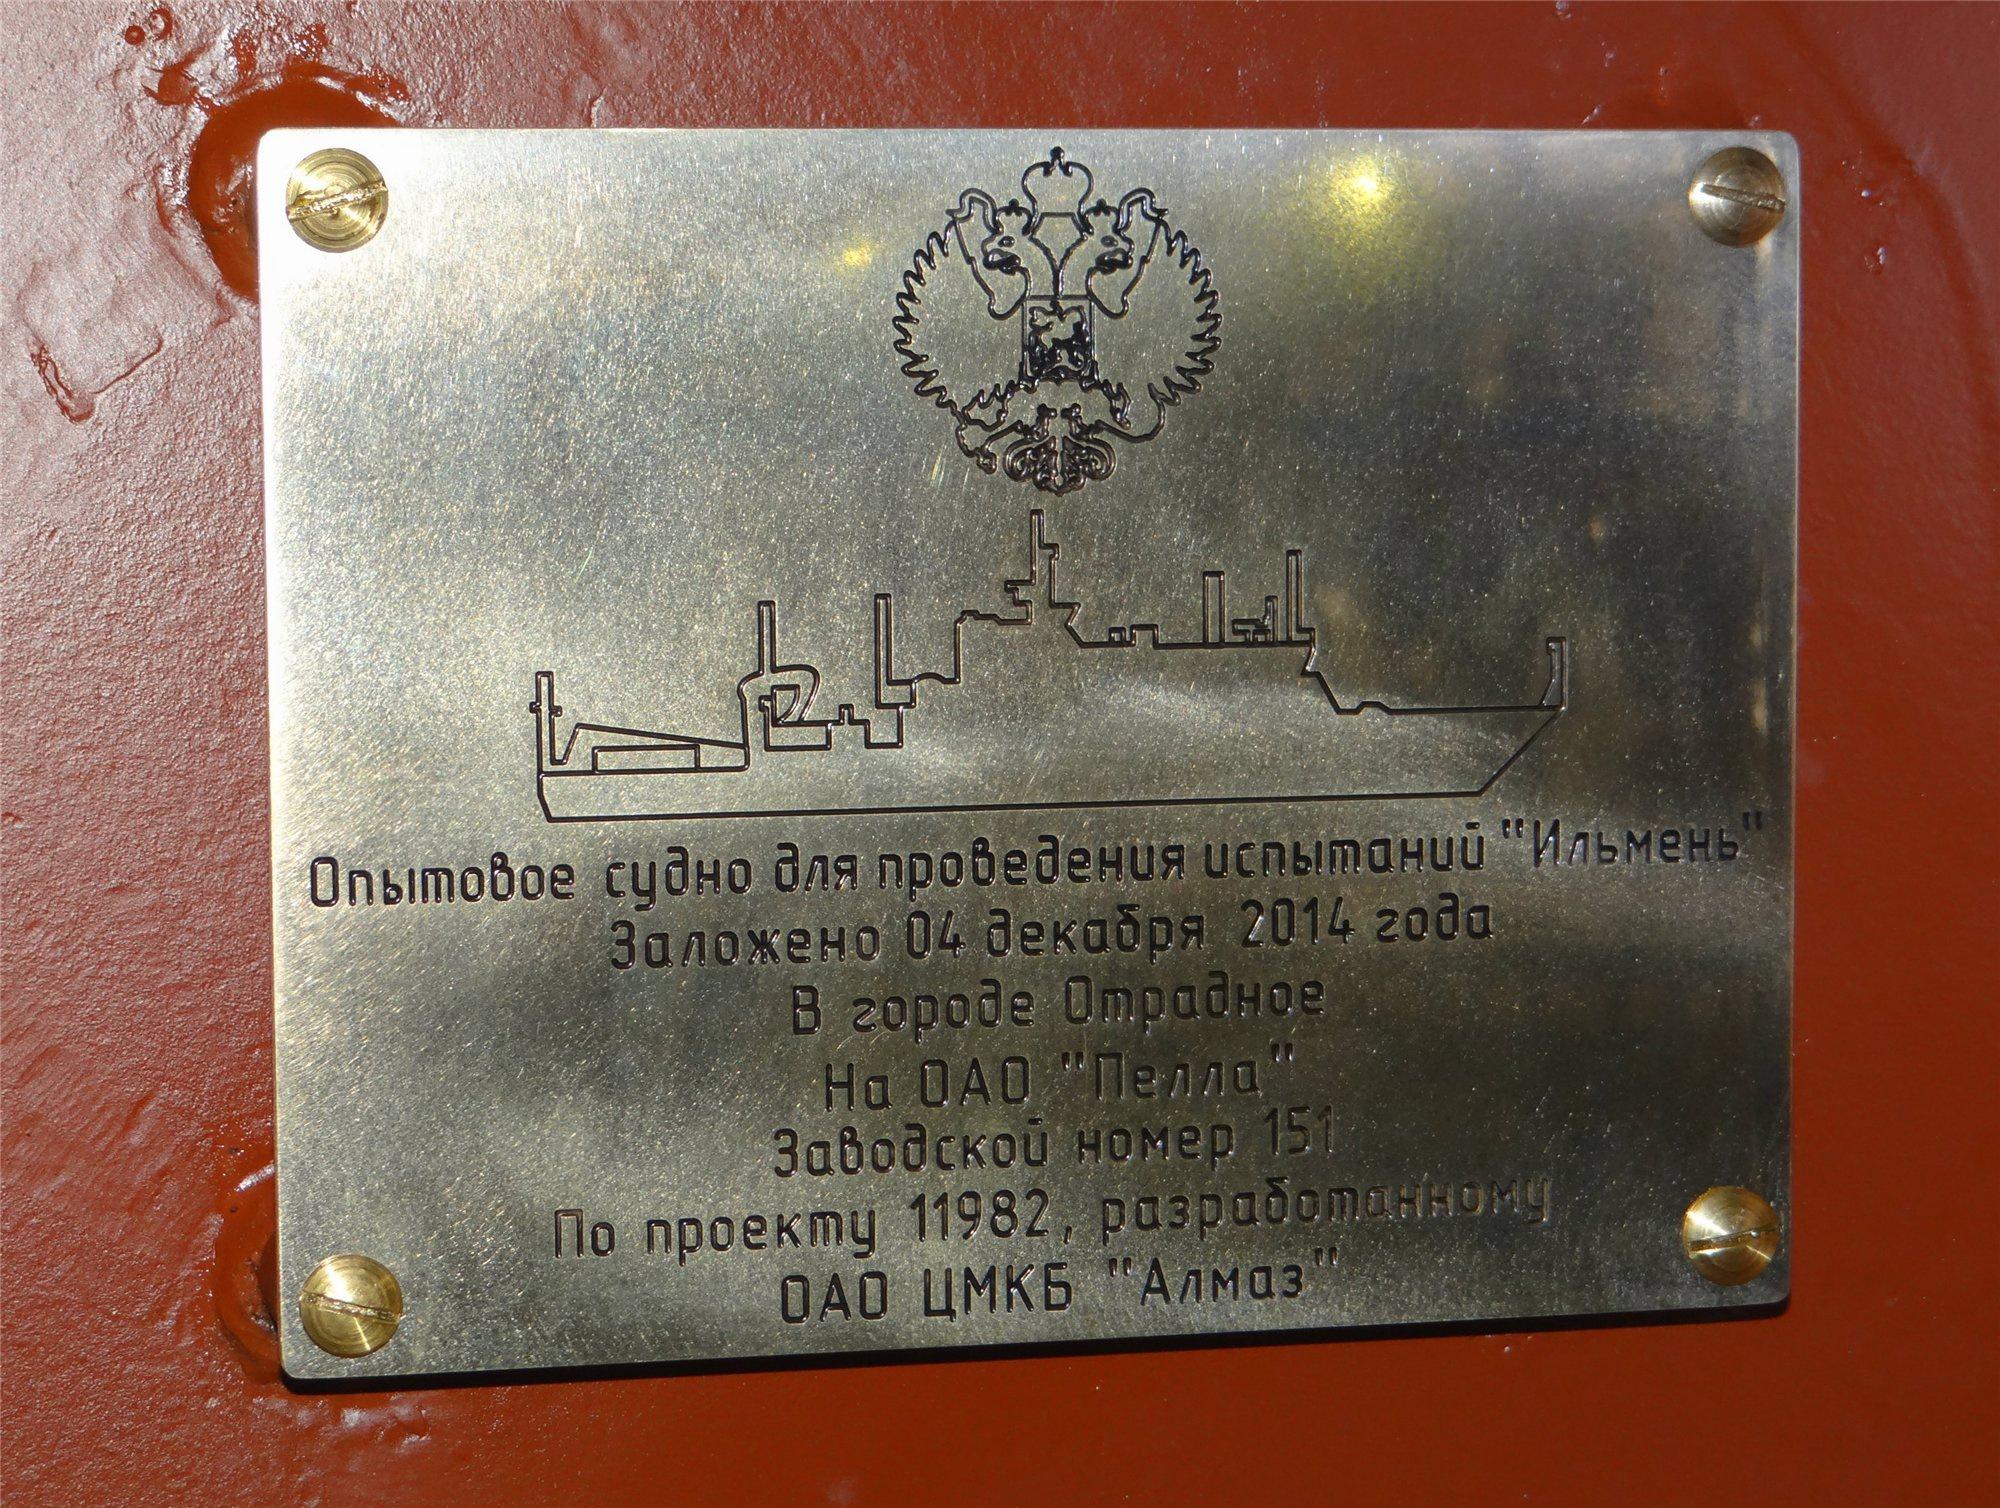 Опытовое судно для проведения испытаний "Ильмень"
Заложено 04 декабря 2014 года
В городе Отрадное
На ОАО "Пелла"
Заводской номер 151
По проекту 11982, разработанному
ОАО ЦМКБ "Алмаз"